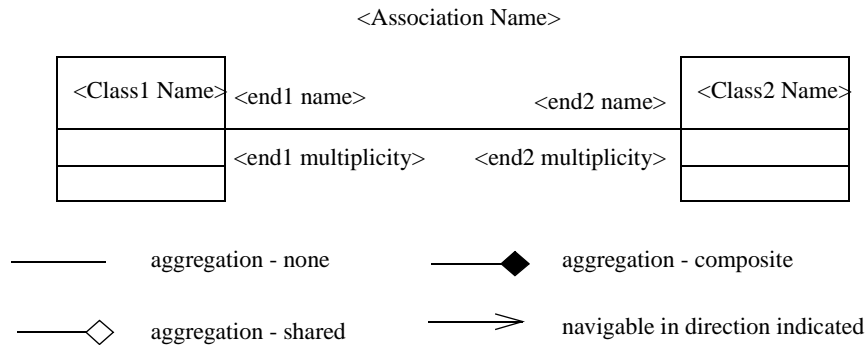 <Association Name>
<Class1 Name>
<end1 name>
<end2 name>
<Class2 Name>
<end1 multiplicity>
<end2 multiplicity>
aggregation - none
aggregation - composite
aggregation - shared
navigable in direction indicated